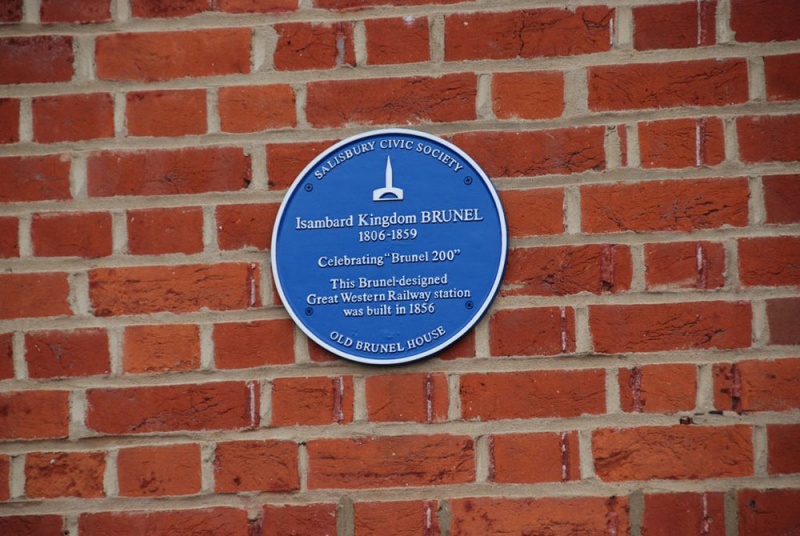 SALISBURY CIVIC SOCIETY
Isambard Kingdom BRUNEL
1806-1859
Celebrating "Brunel 200"
This Brunel-designed
Great Western Railway station
was built in 1856
OLD BRUNEL HOUSE